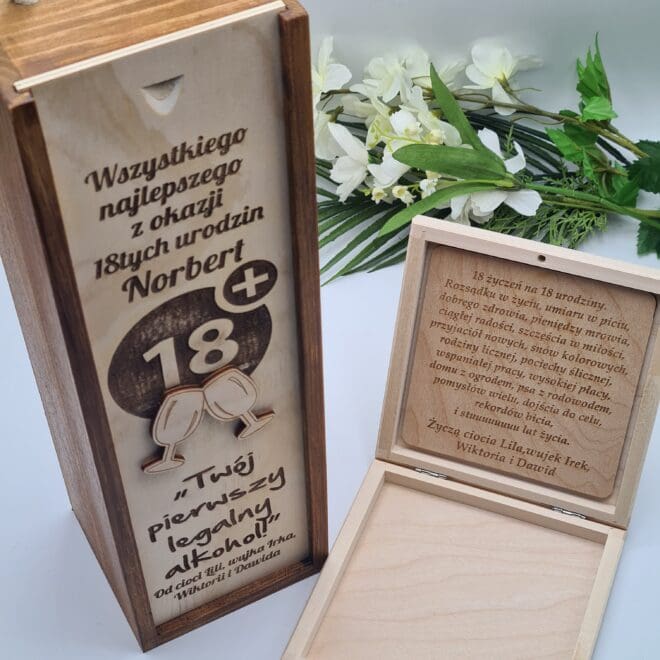 Wszystkiego
najlepszego
z okazji
18tych urodzin
Norbert
18+
„Twój
pierwszy
legalny
alkohol!”
Od cioci Lili, wujka Irka,
Wiktorii i Dawida
18 życzeń na 18 urodziny,
Rozsądku w życiu, umiaru w piciu,
dobrego zdrowia, pieniędzy mrowia,
ciągłej radości, szczęścia w miłości,
przyjaciół nowych, snów kolorowych,
rodziny licznej, pociechy ślicznej,
wspaniałej pracy, wysokiej płacy,
domu z ogrodem, psa z rodowodem,
pomysłów wielu, dojścia do celu,
rekordów bicia,
i stuuuuuuu lat życia.
Życzą ciocia Lila,wujek Irek,
Wiktoria i Dawid